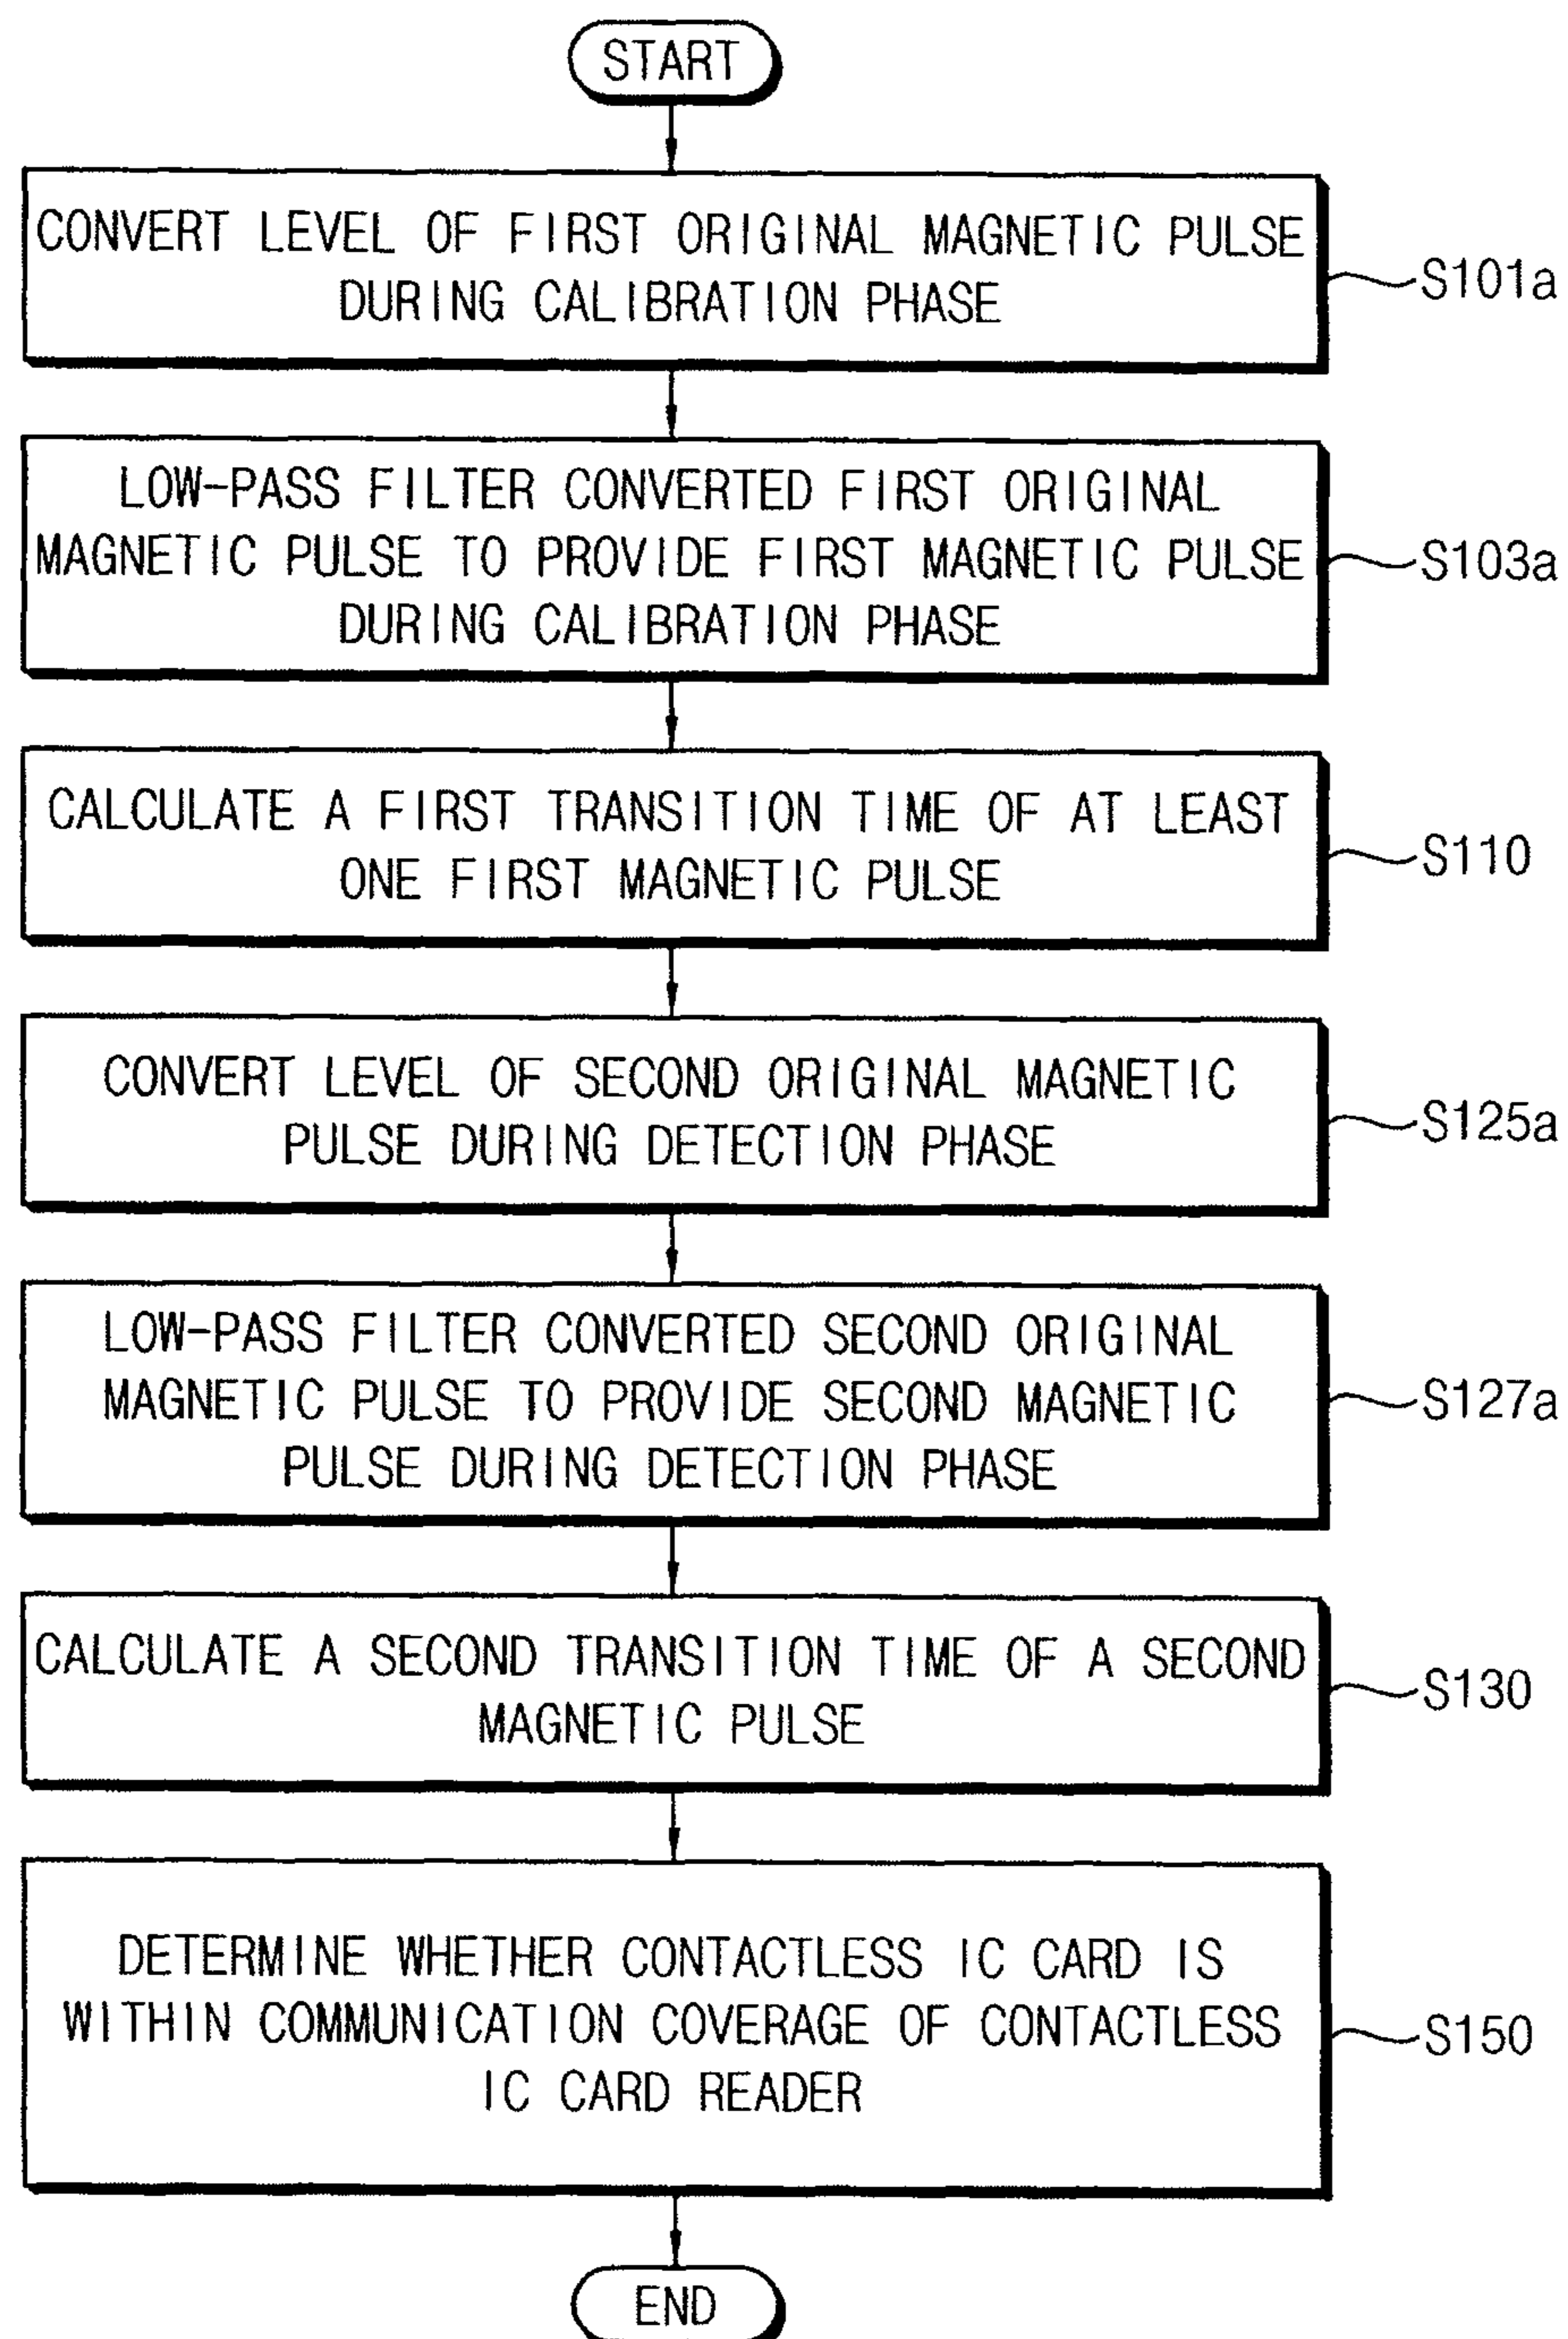 START
CONVERT LEVEL OF FIRST ORIGINAL MAGNETIC PULSE
DURING CALIBRATION PHASE
S101a
LOW-PASS FILTER CONVERTED FIRST ORIGINAL
MAGNETIC PULSE TO PROVIDE FIRST MAGNETIC PULSE
DURING CALIBRATION PHASE
S103a
CALCULATE A FIRST TRANSITION TIME OF AT LEAST
ONE FIRST MAGNETIC PULSE
S110
CONVERT LEVEL OF SECOND ORIGINAL MAGNETIC
PULSE DURING DETECTION PHASE
S125a
LOW-PASS FILTER CONVERTED SECOND ORIGINAL
MAGNETIC PULSE TO PROVIDE SECOND MAGNETIC
PULSE DURING DETECTION PHASE
S127a
CALCULATE A SECOND TRANSITION TIME OF A SECOND
MAGNETIC PULSE
S130
DETERMINE WHETHER CONTACTLESS IC CARD IS
WITHIN COMMUNICATION COVERAGE OF CONTACTLESS
IC CARD READER
S150
END